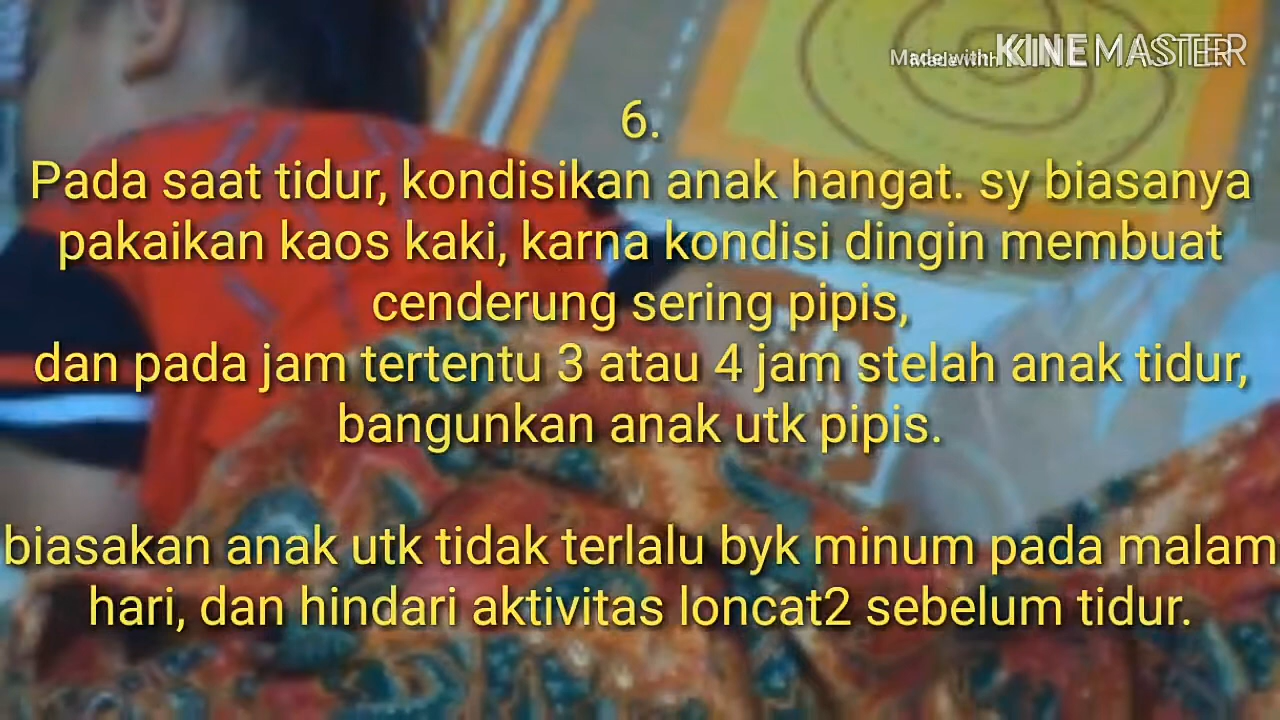 Made with KINEMASTER
6.
Pada saat tidur, kondisikan anak hangat. sy biasanya
pakaikan kaos kaki, karna kondisi dingin membuat
cenderung sering pipis,
dan pada jam tertentu 3 atau 4 jam stelah anak tidur,
bangunkan anak utk pipis.
biasakan anak utk tidak terlalu byk minum pada malam
hari, dan hindari aktivitas loncat2 sebelum tidur.